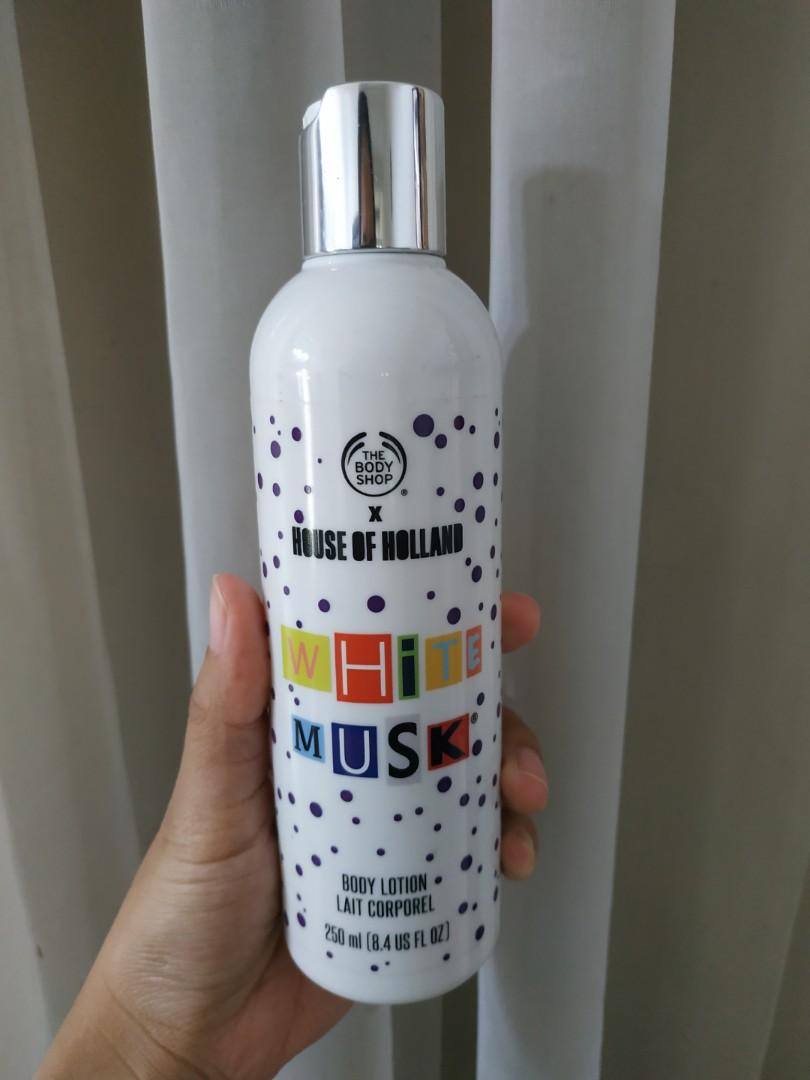 THE
BODY
SHOP®
X
HOUSE OF HOLLAND
WHiTE
MUSK®
BODY LOTION
LAIT CORPOREL
250 ml [8.4 US FL OZ]